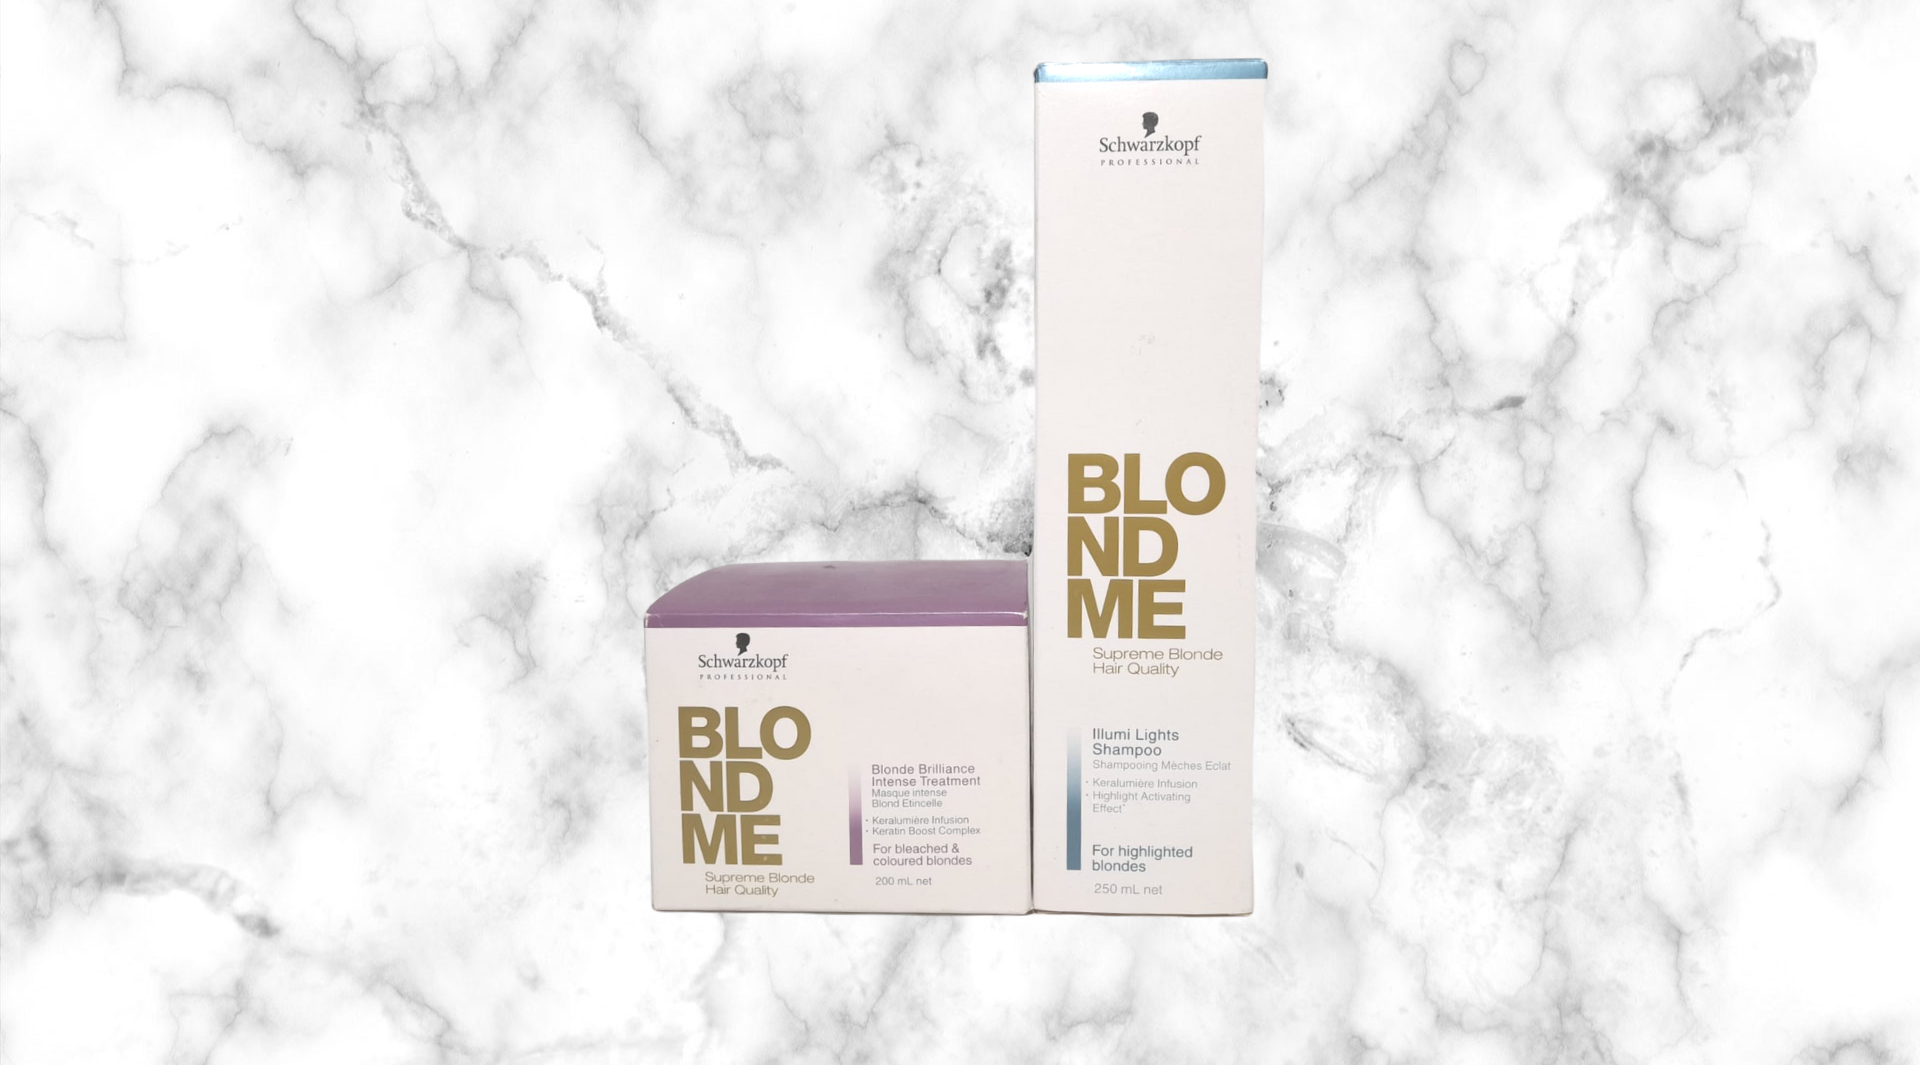 Schwarzkopf
PROFESSIONAL
BLO
ND
ME
Supreme Blonde
Hair Quality
Blonde Brilliance
Intense Treatment
Masque intense
Blond Etincelle
· Keralumière Infusion
· Keratin Boost Complex
For bleached &
coloured blondes
200 mL net
Schwarzkopf
PROFESSIONAL
BLO
ND
ME
Supreme Blonde
Hair Quality
Illumi Lights
Shampoo
Shampooing Mèches Eclat
· Keralumière Infusion
· Highlight Activating
Effect*
For highlighted
blondes
250 mL net